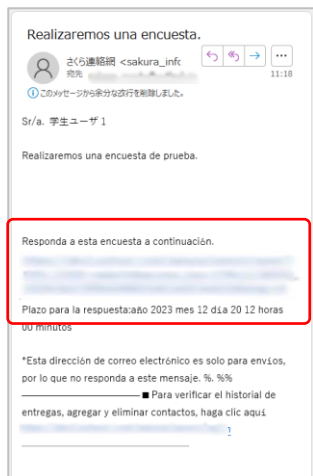 Realizaremos una encuesta.
さくら連絡網 <sakura_infc
宛先
11:18
このメッセージから余分な改行を削除しました。
Sr/a. 学生ユーザ 1
Realizaremos una encuesta de prueba.
Responda a esta encuesta a continuación.
Plazo para la respuesta:año 2023 mes 12 día 20 12 horas
00 minutos
*Esta dirección de correo electrónico es solo para envíos,
por lo que no responda a este mensaje. %. %%
■ Para verificar el historial de
entregas, agregar y eliminar contactos, haga clic aquí